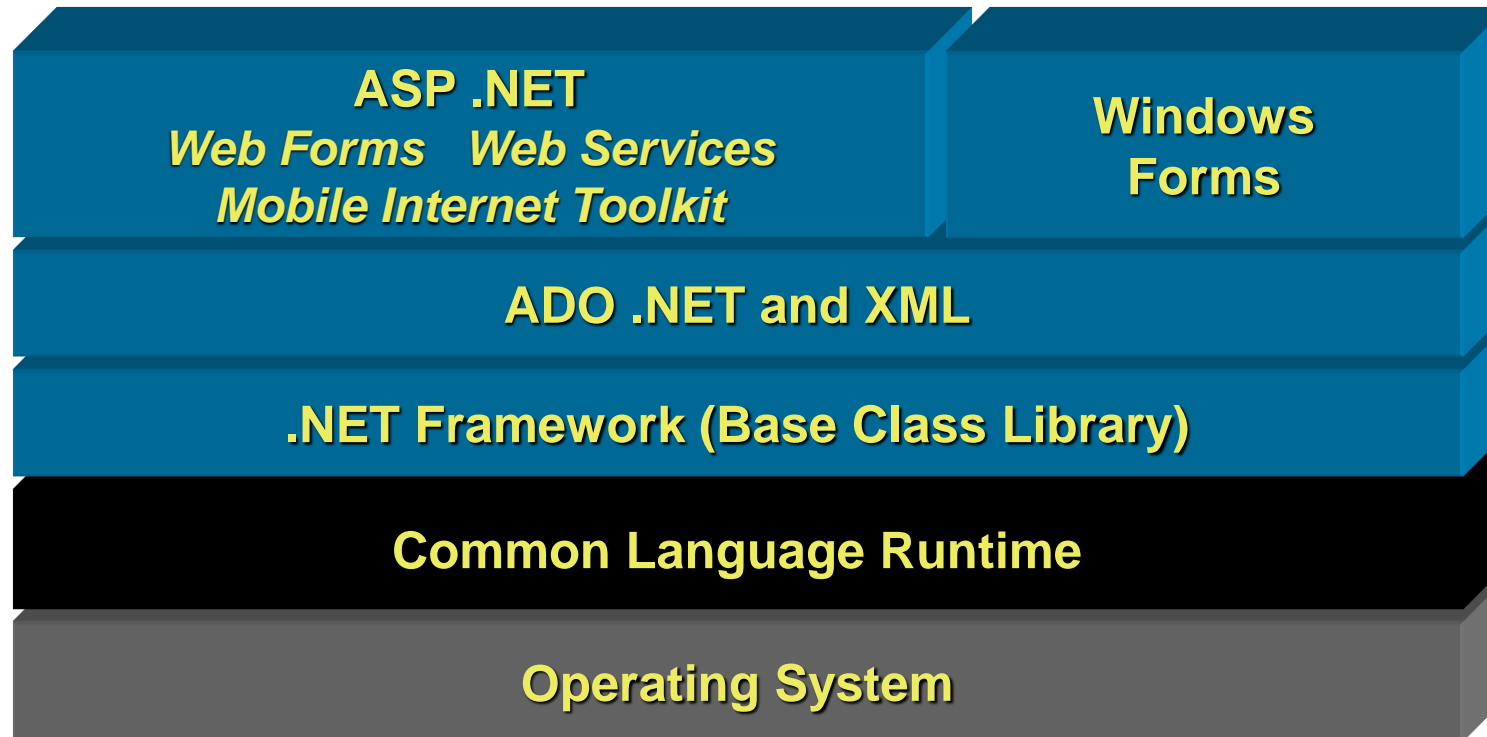 ASP .NET
Web Forms Web Services
Mobile Internet Toolkit
Windows
Forms
ADO .NET and XML
.NET Framework (Base Class Library)
Common Language Runtime
Operating System